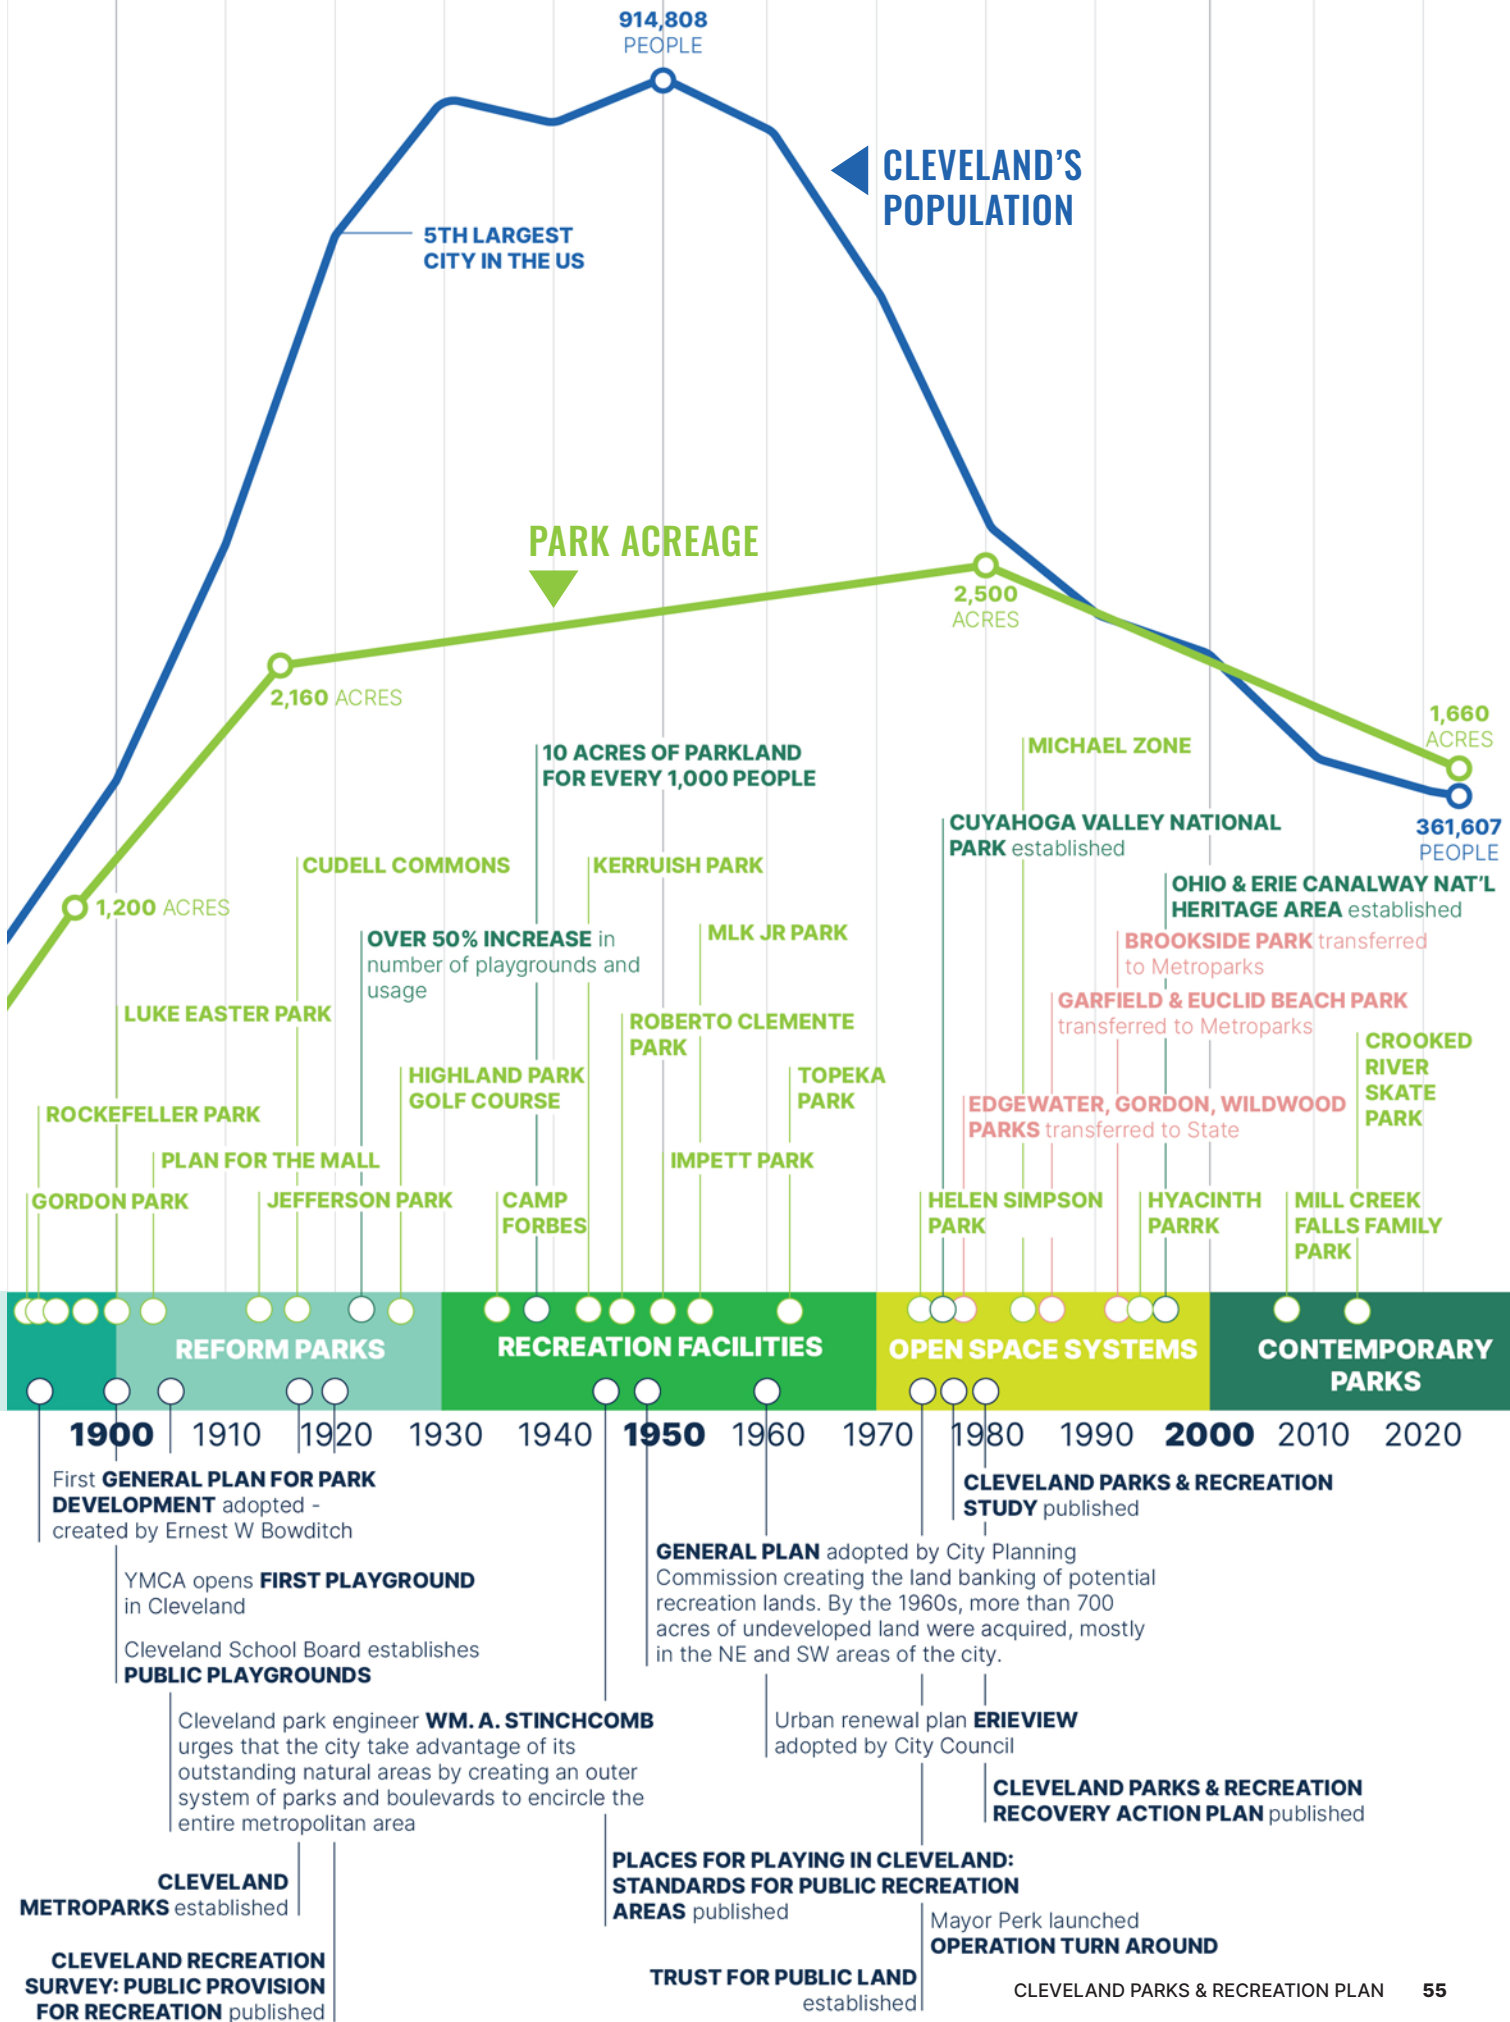 914,808
PEOPLE
CLEVELAND'S
POPULATION
5TH LARGEST
CITY IN THE US
PARK ACREAGE
2,500
ACRES
2,160 ACRES
1,660
ACRES
361,607
PEOPLE
1,200 ACRES
10 ACRES OF PARKLAND
FOR EVERY 1,000 PEOPLE
MICHAEL ZONE
CUYAHOGA VALLEY NATIONAL
PARK established
CUDELL COMMONS
KERRUISH PARK
OHIO & ERIE CANALWAY NAT'L
HERITAGE AREA established
OVER 50% INCREASE in
number of playgrounds and
usage
MLK JR PARK
BROOKSIDE PARK transferred
to Metroparks
LUKE EASTER PARK
ROBERTO CLEMENTE
PARK
GARFIELD & EUCLID BEACH PARK
transferred to Metroparks
CROOKED
RIVER
SKATE
PARK
HIGHLAND PARK
GOLF COURSE
TOPEKA
PARK
ROCKEFELLER PARK
EDGEWATER, GORDON, WILDWOOD
PARKS transferred to State
PLAN FOR THE MALL
IMPETT PARK
GORDON PARK
JEFFERSON PARK
CAMP
FORBES
HELEN SIMPSON
PARK
HYACINTH
PARRK
MILL CREEK
FALLS FAMILY
PARK
REFORM PARKS
RECREATION FACILITIES
OPEN SPACE SYSTEMS
CONTEMPORARY
PARKS
1900 1910 1920 1930 1940 1950 1960 1970 1980 1990 2000 2010 2020
First GENERAL PLAN FOR PARK
DEVELOPMENT adopted -
created by Ernest W Bowditch
CLEVELAND PARKS & RECREATION
STUDY published
GENERAL PLAN adopted by City Planning
Commission creating the land banking of potential
recreation lands. By the 1960s, more than 700
acres of undeveloped land were acquired, mostly
in the NE and SW areas of the city.
YMCA opens FIRST PLAYGROUND
in Cleveland
Cleveland School Board establishes
PUBLIC PLAYGROUNDS
Cleveland park engineer WM. A. STINCHCOMB
urges that the city take advantage of its
outstanding natural areas by creating an outer
system of parks and boulevards to encircle the
entire metropolitan area
Urban renewal plan ERIEVIEW
adopted by City Council
CLEVELAND PARKS & RECREATION
RECOVERY ACTION PLAN published
CLEVELAND
METROPARKS established
PLACES FOR PLAYING IN CLEVELAND:
STANDARDS FOR PUBLIC RECREATION
AREAS published
Mayor Perk launched
OPERATION TURN AROUND
CLEVELAND RECREATION
SURVEY: PUBLIC PROVISION
FOR RECREATION published
TRUST FOR PUBLIC LAND
established
CLEVELAND PARKS & RECREATION PLAN 55